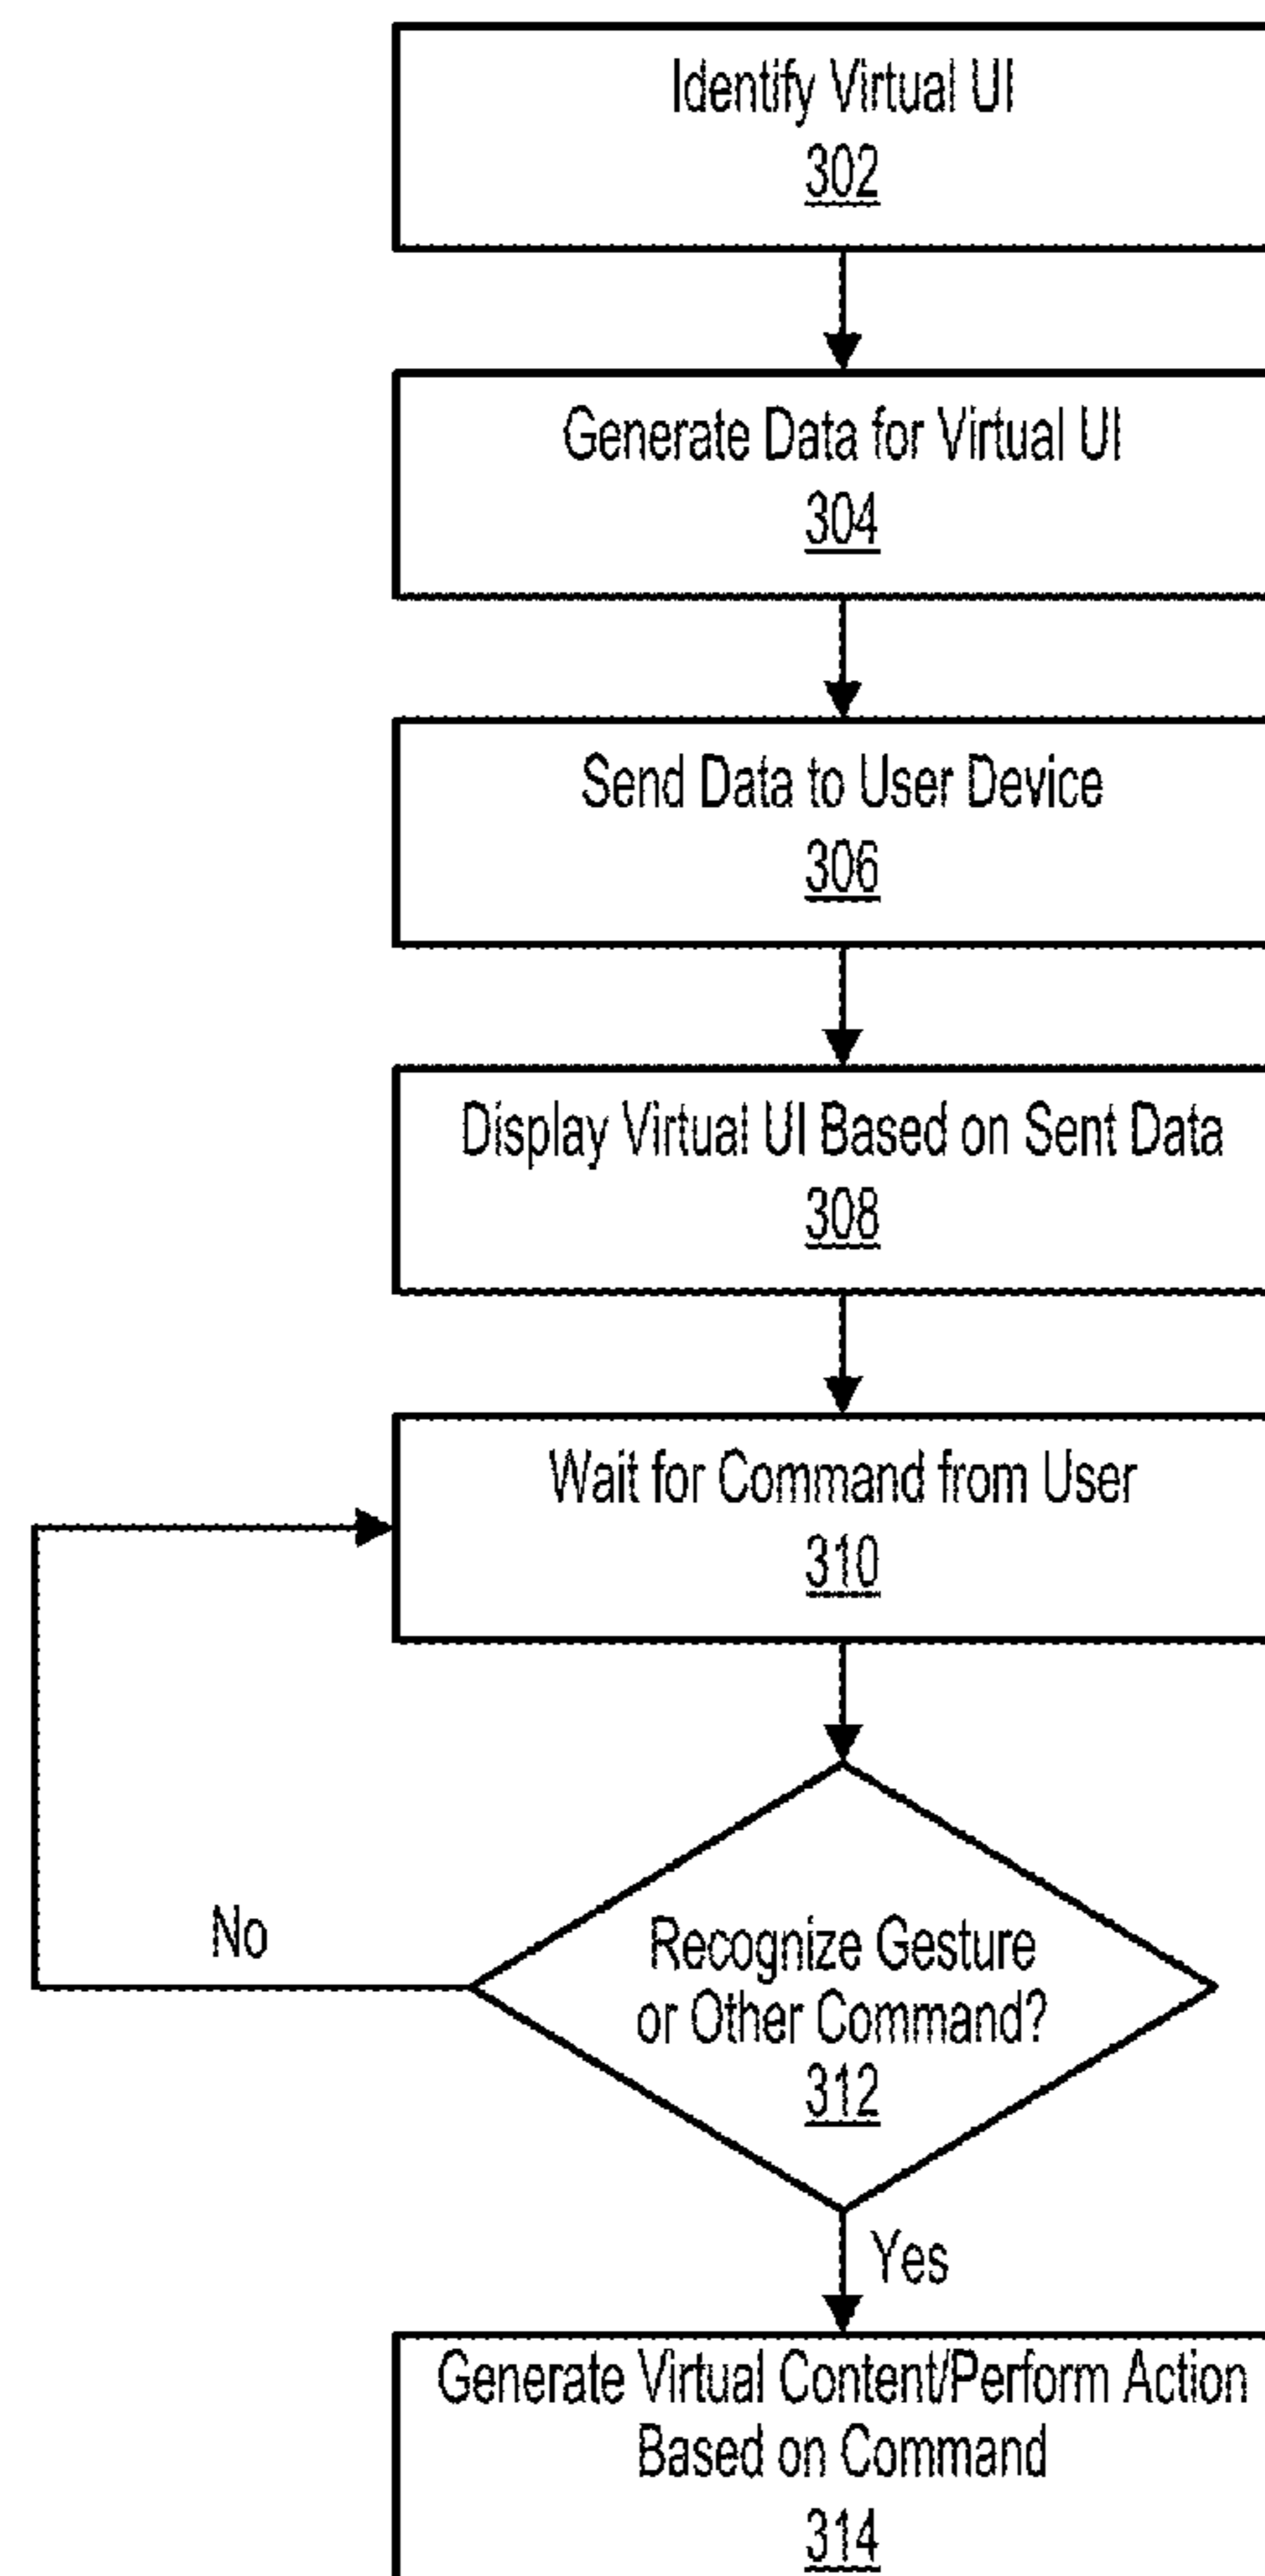 Identify Virtual UI
302
Generate Data for Virtual UI
304
Send Data to User Device
306
Display Virtual UI Based on Sent Data
308
Wait for Command from User
310
No
Recognize Gesture
or Other Command?
312
Yes
Generate Virtual Content/Perform Action
Based on Command
314